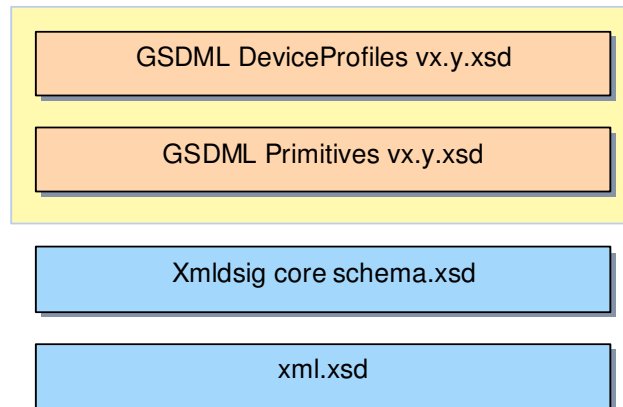 GSDML DeviceProfiles vx.y.xsd
GSDML Primitives vx.y.xsd
Xmldsig core schema.xsd
xml.xsd